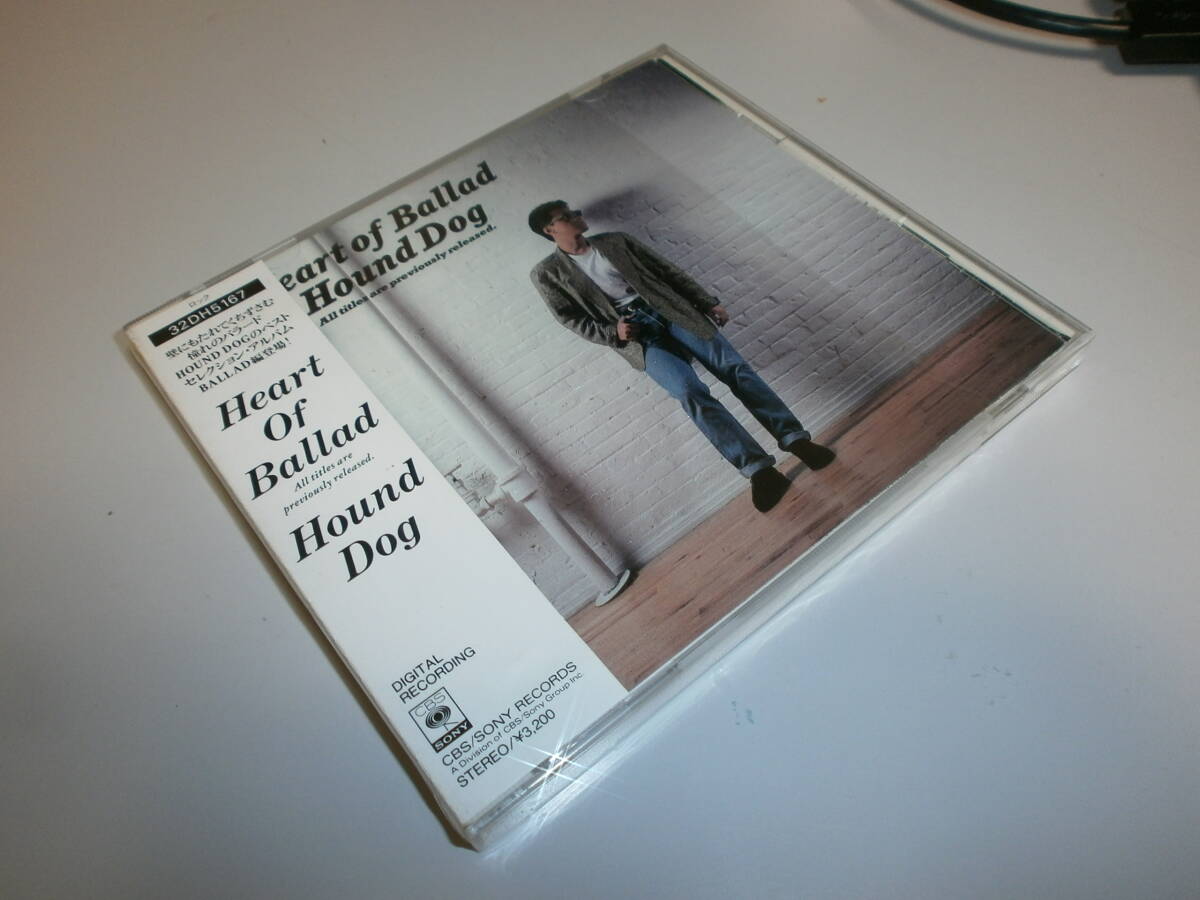 ロック
32DH5167
壁にもたれてくちずさむ
憧れのバラード
HOUND DOGのベスト
セレクション・アルバム
BALLAD編登場!
Heart
Of
Ballad
All titles are
previously released.
Hound
Dog
DIGITAL
RECORDING
CBS
SONY
CBS/SONY RECORDS
A Division of CBS/Sony Group Inc.
STEREO/¥3,200
eart of Ballad
Hound Dog
All titles are previously released.